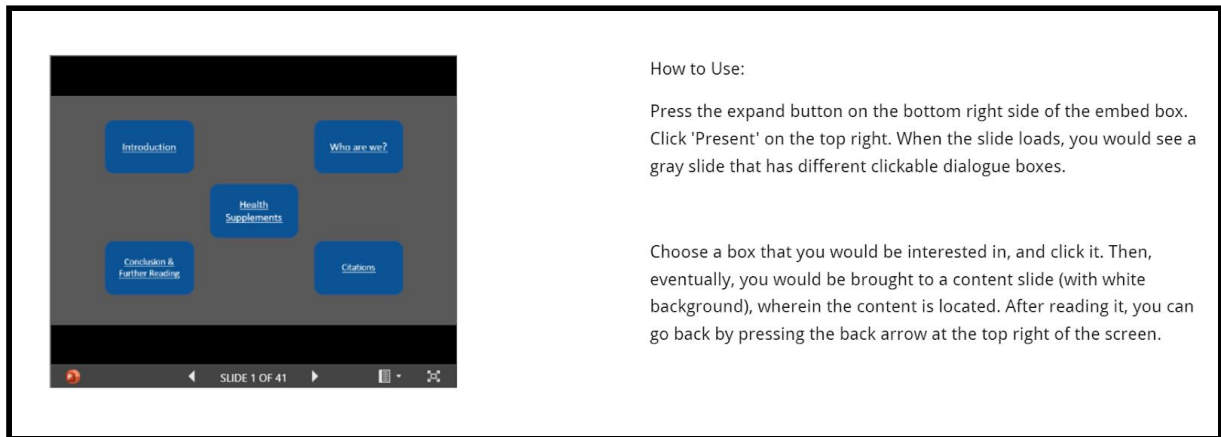 Introduction
Who are we?
Health
Supplements
Conclusion &
Further Reading
Citations
SLIDE 1 OF 41
How to Use:
Press the expand button on the bottom right side of the embed box.
Click 'Present' on the top right. When the slide loads, you would see a
gray slide that has different clickable dialogue boxes.
Choose a box that you would be interested in, and click it. Then,
eventually, you would be brought to a content slide (with white
background), wherein the content is located. After reading it, you can
go back by pressing the back arrow at the top right of the screen.